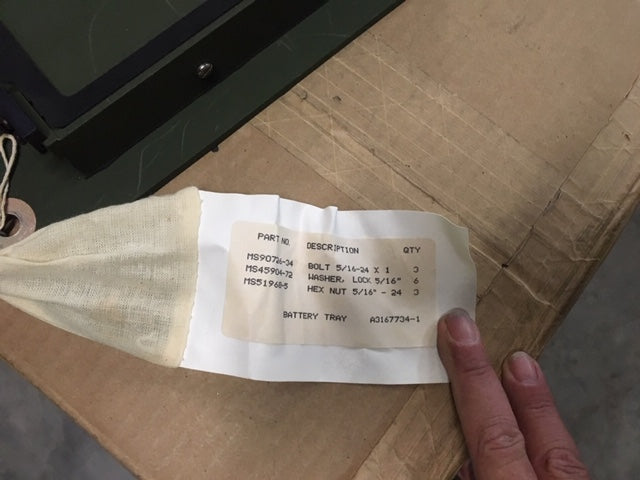 PART NO. DESCRIPTION QTY
MS90726-34 BOLT 5/16-24 X 1 3
MS45904-72 WASHER, LOCK 5/16" 6
MS51968-5 HEX NUT 5/16" - 24 3
BATTERY TRAY A3167734-1